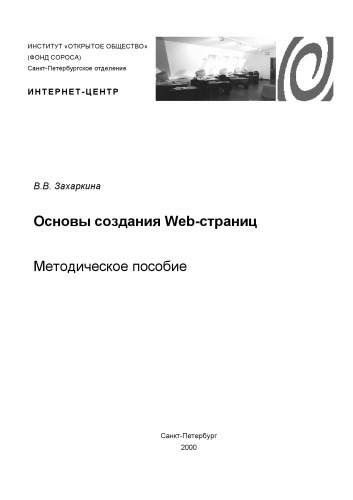 ИНСТИТУТ «ОТКРЫТОЕ ОБЩЕСТВО»
(ФОНД СОРОСА)
Санкт-Петербургское отделение
ИНТЕРНЕТ-ЦЕНТР
В.В. Захаркина
Основы создания Web-страниц
Методическое пособие
Санкт-Петербург
2000